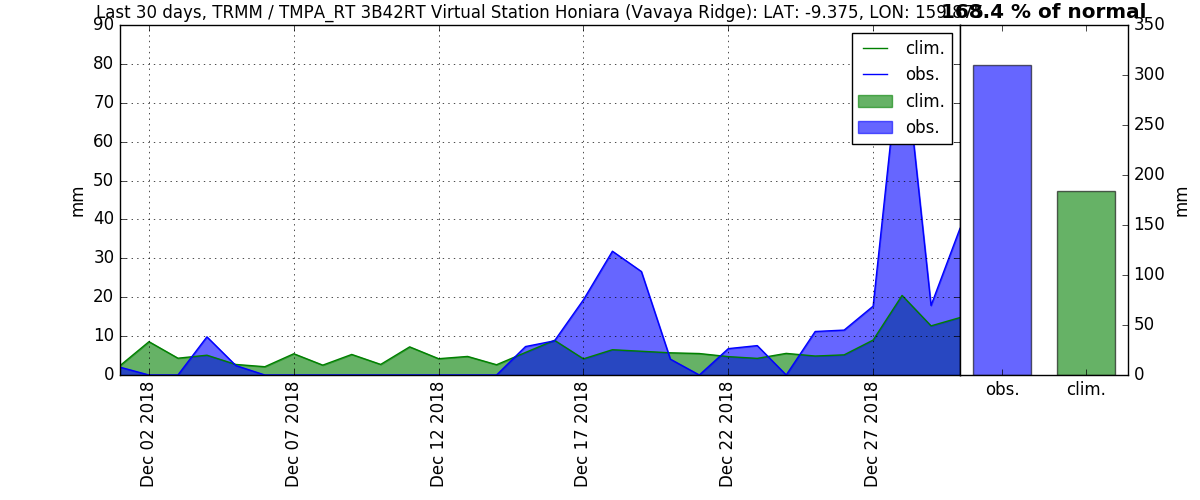 Last 30 days, TRMM / TMPA_RT 3B42RT Virtual Station Honiara (Vavaya Ridge): LAT: -9.375, LON:
168.4 % of normal
90
80
70
60
50
40
30
20
10
0
mm
clim.
obs.
clim.
obs.
Dec 02 2018
Dec 07 2018
Dec 12 2018
Dec 17 2018
Dec 22 2018
Dec 27 2018
350
300
250
200
150
100
50
0
mm
obs.
clim.